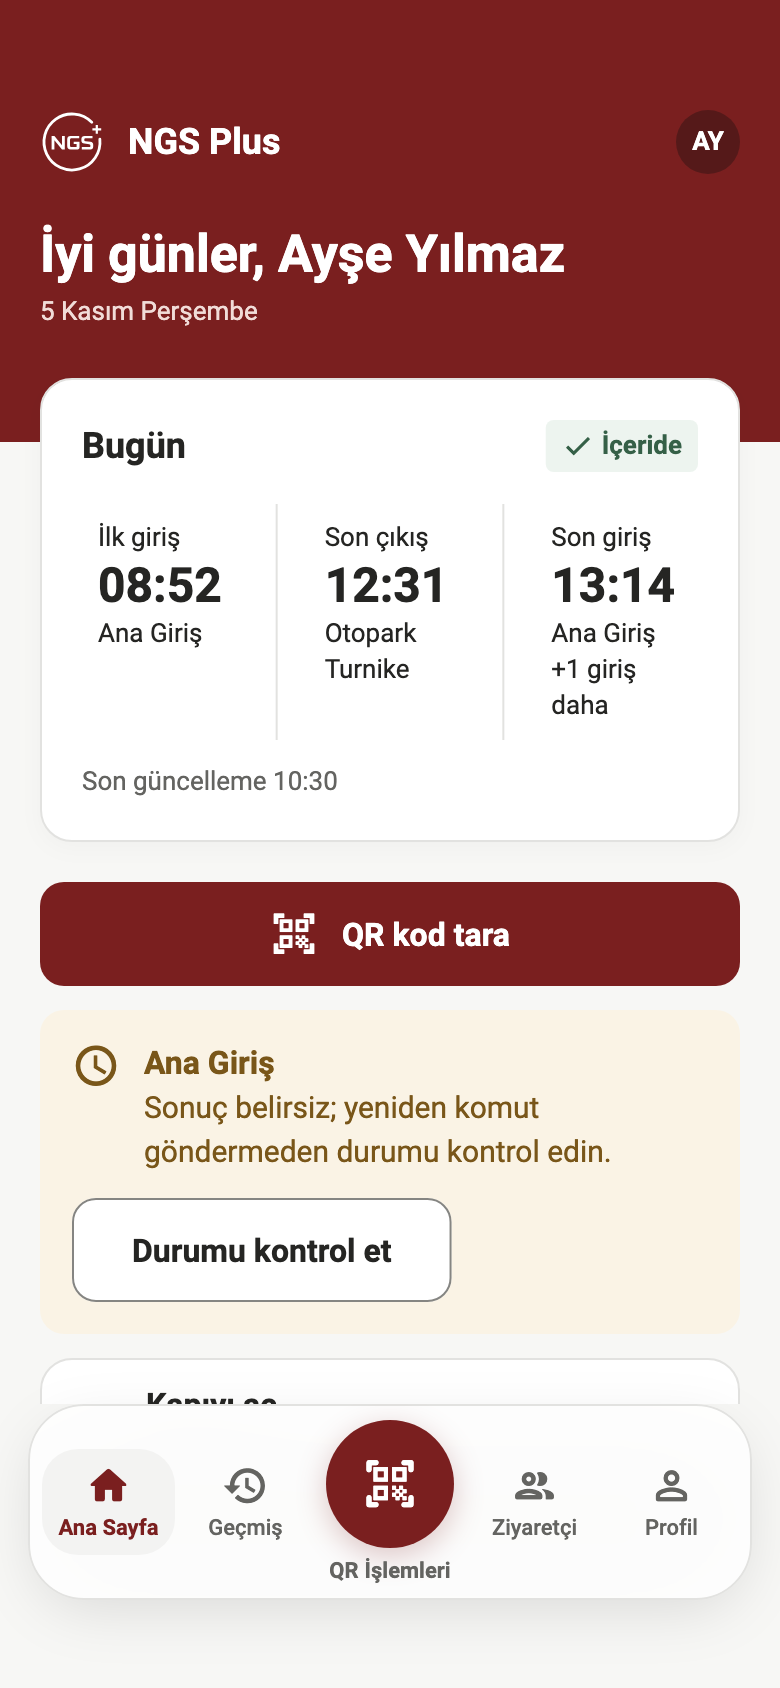 NGS+
NGS Plus
AY
İyi günler, Ayşe Yılmaz
5 Kasım Perşembe
Bugün
İçeride
İlk giriş
08:52
Ana Giriş
Son çıkış
12:31
Otopark
Turnike
Son giriş
13:14
Ana Giriş
+1 giriş
daha
Son güncelleme 10:30
QR kod tara
Ana Giriş
Sonuç belirsiz; yeniden komut
göndermeden durumu kontrol edin.
Durumu kontrol et
Kapıyı aç
Ana Sayfa
Geçmiş
QR İşlemleri
Ziyaretçi
Profil